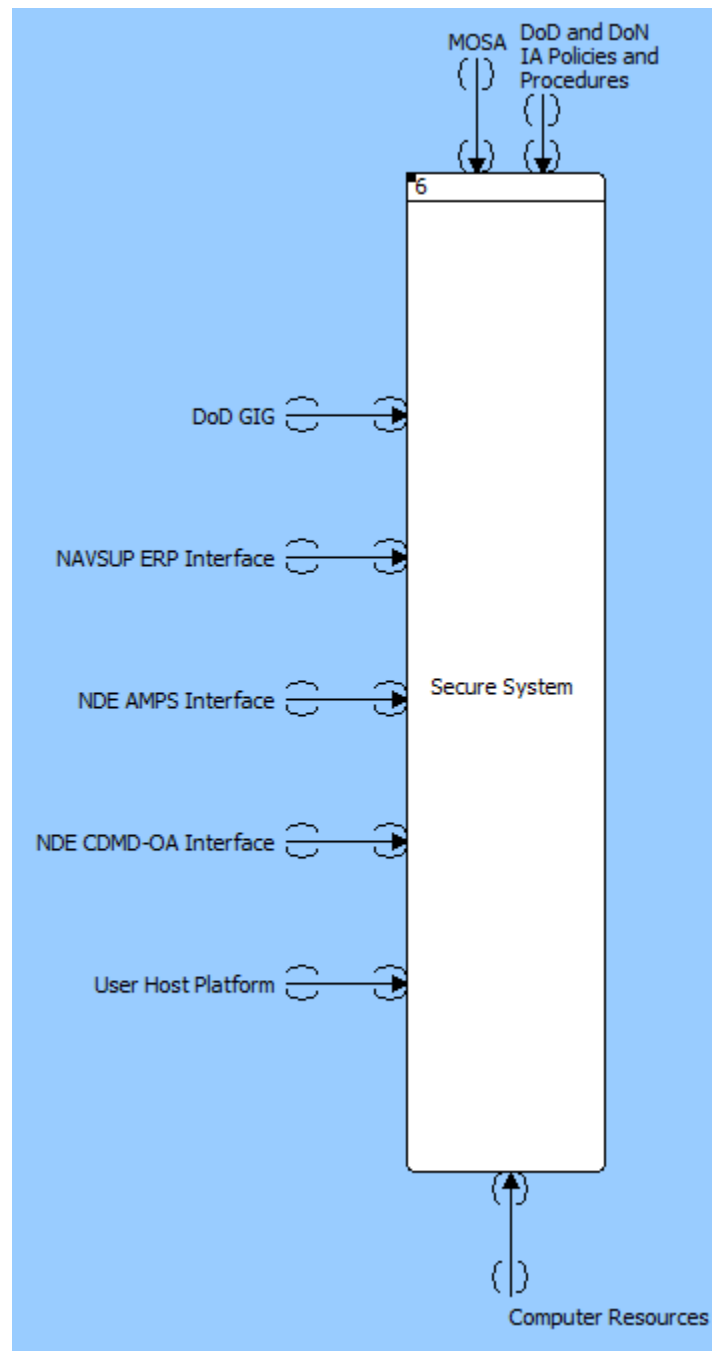 MOSA
DoD and DoN
IA Policies and
Procedures
6
DoD GIG
NAVSUP ERP Interface
Secure System
NDE AMPS Interface
NDE CDMD-OA Interface
User Host Platform
Computer Resources